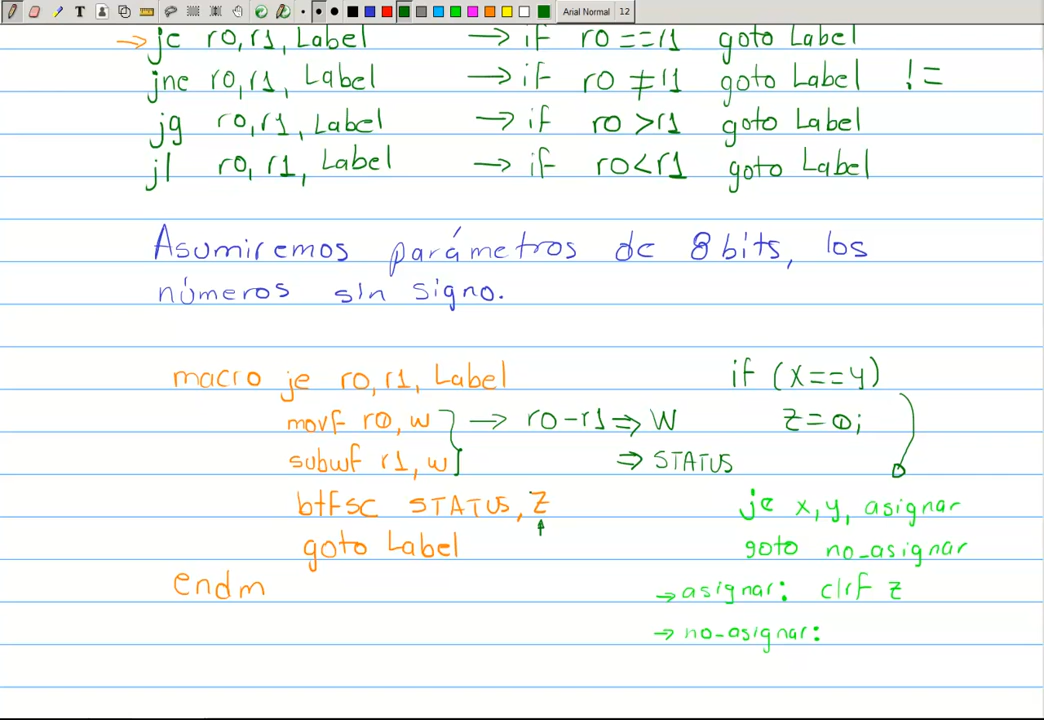 Arial Normal 12
→ je r0,r1, Label → if r0==r1 goto Label
jne r0,r1, Label → if r0 ≠ r1 goto Label !=
jg r0,r1, Label → if r0 >r1 goto Label
jl r0, r1, Label → if r0<r1 goto Label
Asumiremos parámetros de 8 bits, los
números sin signo.
macro je r0,r1, Label
movf r0, w → r0-r1 ⇒ W
subwf r1, w ⇒ STATUS
btfsc STATUS, Z
goto Label
endm
if (x==y)
z=0;
je x,y, asignar
goto no_asignar
→ asignar: clrf z
→ no-asignar: